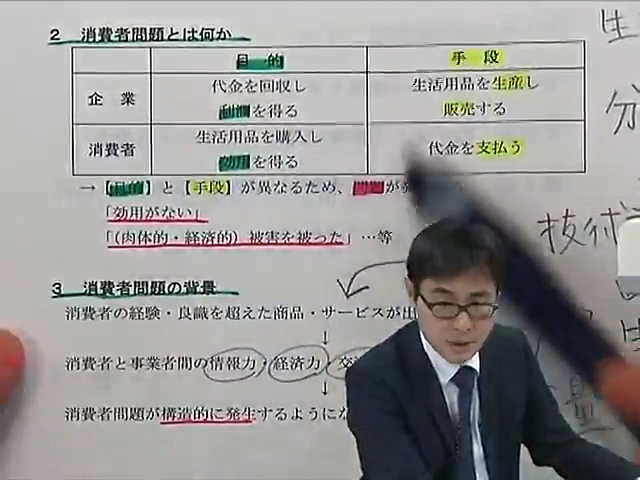 2 消費者問題とは何か
目的 手段
企業 代金を回収し 利潤を得る 生活用品を生産し 販売する
消費者 生活用品を購入し 効用を得る 代金を支払う
→【目的】と【手段】が異なるため、
「効用がない」
「(肉体的・経済的)被害を被った」…等
3 消費者問題の背景
消費者の経験・良識を超えた商品・サービスが
↓
消費者と事業者間の情報力・経済力・交
↓
消費者問題が構造的に発生するように
生
分
技術
量